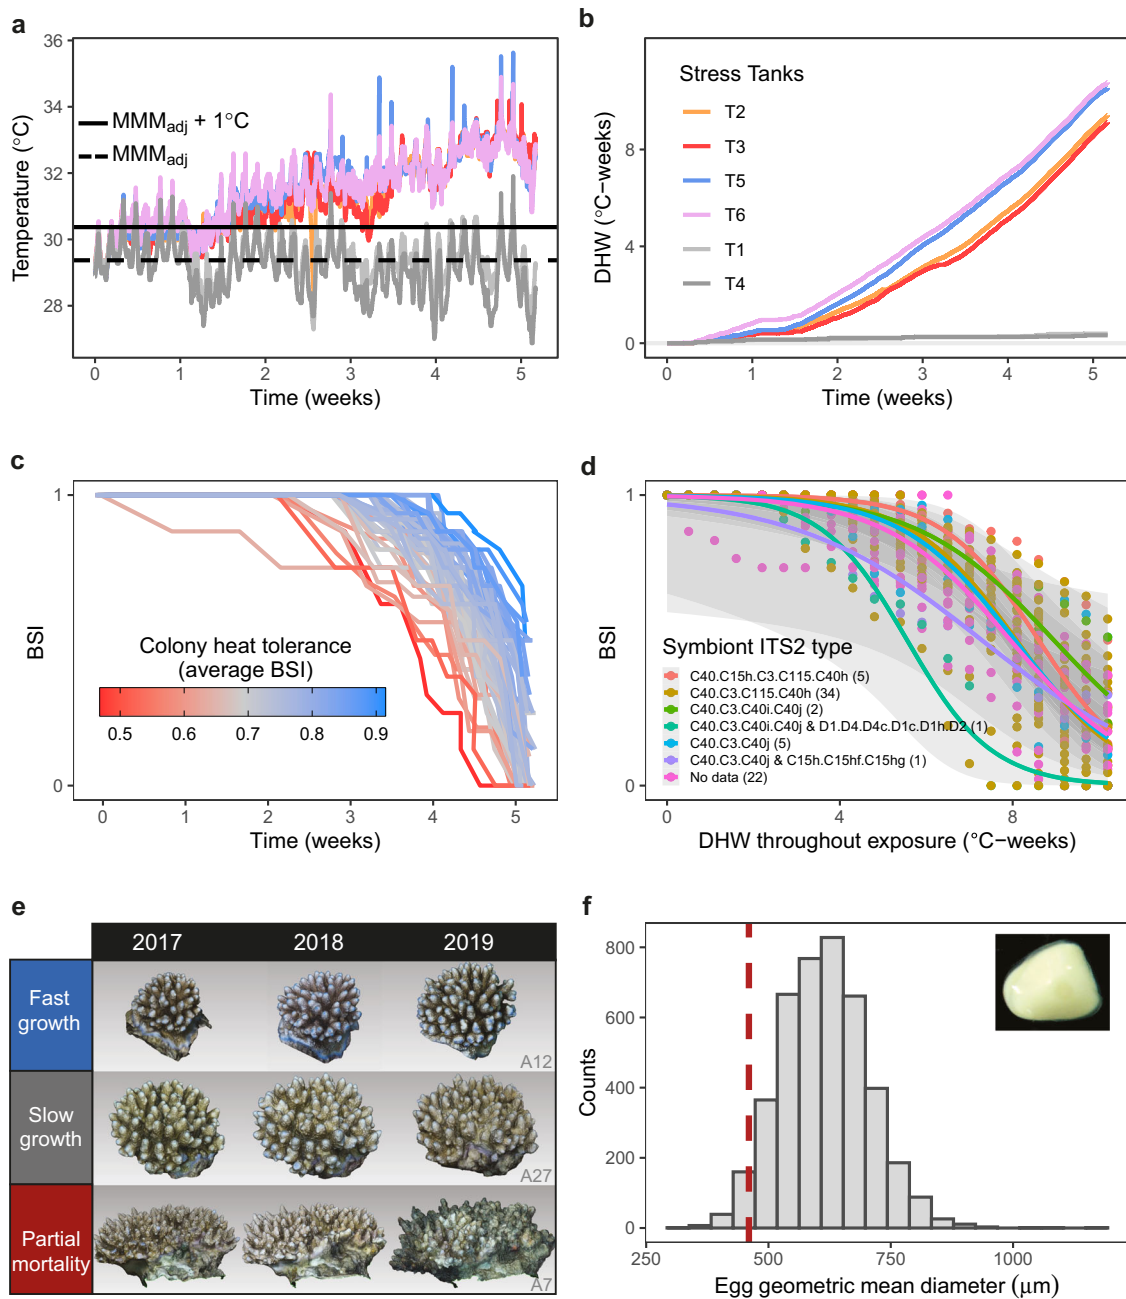 a
36
34
32
30
28
Temperature (°C)
MMMadj + 1°C
MMMadj
0 1 2 3 4 5
Time (weeks)
b
8
4
0
DHW (°C-weeks)
Stress Tanks
T2
T3
T5
T6
T1
T4
0 1 2 3 4 5
Time (weeks)
c
1
0
BSI
Colony heat tolerance
(average BSI)
0.5 0.6 0.7 0.8 0.9
0 1 2 3 4 5
Time (weeks)
d
1
0
BSI
Symbiont ITS2 type
C40.C15h.C3.C115.C40h (5)
C40.C3.C115.C40h (34)
C40.C3.C40i.C40j (2)
C40.C3.C40i.C40j & D1.D4.D4c.D1c.D1h.D2 (1)
C40.C3.C40j (5)
C40.C3.C40j & C15h.C15hf.C15hg (1)
No data (22)
0 4 8
DHW throughout exposure (°C−weeks)
e
2017 2018 2019
Fast
growth
A12
Slow
growth
A27
Partial
mortality
A7
f
800
600
400
200
0
Counts
250 500 750 1000
Egg geometric mean diameter (μm)